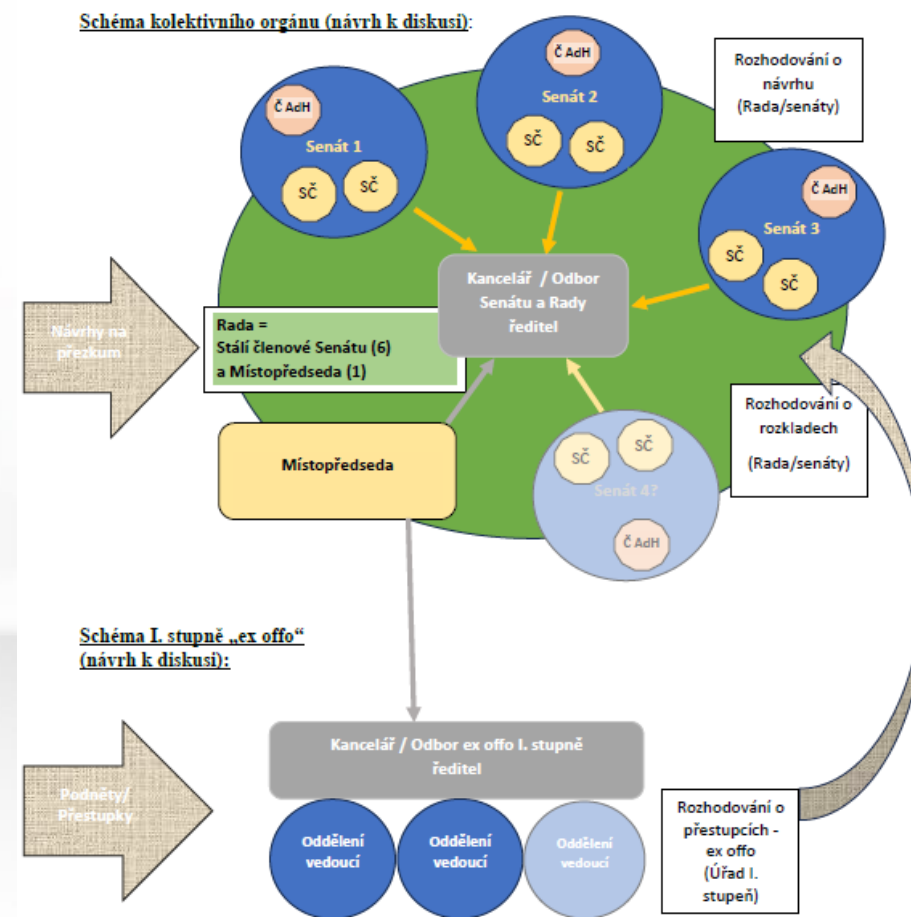 Schéma kolektivního orgánu (návrh k diskusi):
Č AdH
Senát 1
SČ
SČ
Č AdH
Senát 2
SČ
SČ
Rozhodování o
návrhu
(Rada/senáty)
Č AdH
Senát 3
SČ
SČ
Kancelář / Odbor
Senátu a Rady
ředitel
Návrhy na
přezkum
Rada =
Stálí členové Senátu (6)
a Místopředseda (1)
Místopředseda
SČ
SČ
Senát 4?
Č AdH
Rozhodování o
rozkladech
(Rada/senáty)
Schéma I. stupně „ex offo“
(návrh k diskusi):
Kancelář / Odbor ex offo I. stupně
ředitel
Podněty/
Přestupky
Oddělení
vedoucí
Oddělení
vedoucí
Oddělení
vedoucí
Rozhodování o
přestupcích -
ex offo
(Úřad I.
stupeň)